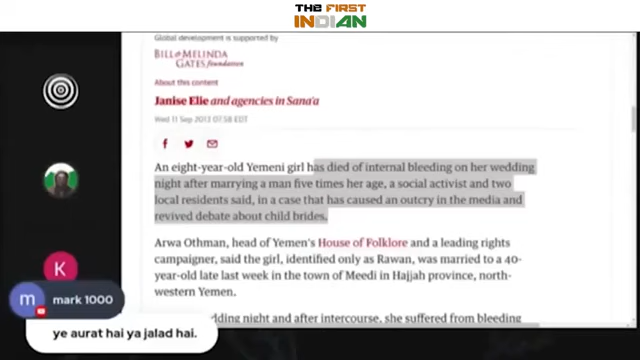 THE FIRST
INDIAN
Global development is supported by
BILL & MELINDA
GATES foundation
About this content
Janise Elie and agencies in Sana'a
Wed 11 Sep 2013 07.58 EDT
An eight-year-old Yemeni girl has died of internal bleeding on her wedding
night after marrying a man five times her age, a social activist and two
local residents said, in a case that has caused an outcry in the media and
revived debate about child brides.
Arwa Othman, head of Yemen's House of Folklore and a leading rights
campaigner, said the girl, identified only as Rawan, was married to a 40-
year-old late last week in the town of Meedi in Hajjah province, north-
western Yemen.
dding night and after intercourse, she suffered from bleeding
K
m mark 1000
ye aurat hai ya jalad hai.